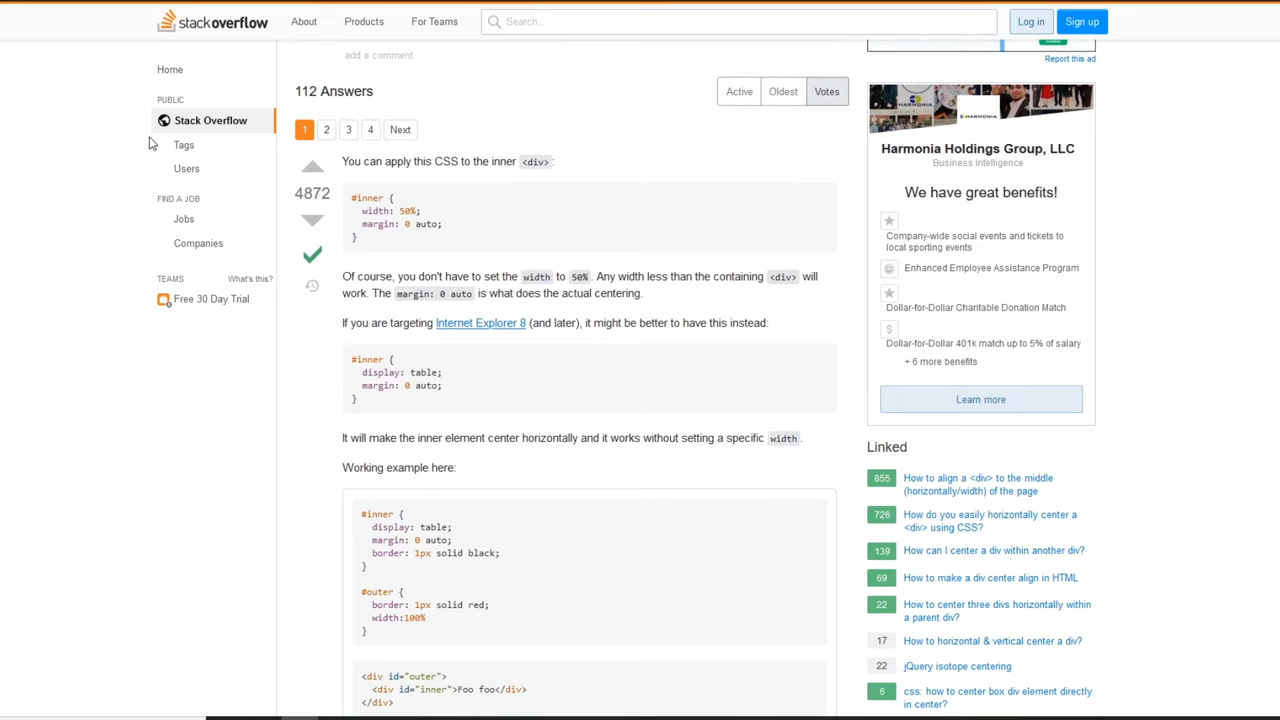 stack overflow
About
Products
For Teams
Search...
Log in
Sign up
Home
PUBLIC
Stack Overflow
Tags
Users
FIND A JOB
Jobs
Companies
TEAMS
What's this?
Free 30 Day Trial
add a comment
112 Answers
Active
Oldest
Votes
1
2
3
4
Next
4872
You can apply this CSS to the inner <div>:
#inner {
width: 50%;
margin: 0 auto;
}
Of course, you don't have to set the width to 50%. Any width less than the containing <div> will
work. The margin: 0 auto is what does the actual centering.
If you are targeting Internet Explorer 8 (and later), it might be better to have this instead:
#inner {
display: table;
margin: 0 auto;
}
It will make the inner element center horizontally and it works without setting a specific width.
Working example here:
#inner {
display: table;
margin: 0 auto;
border: 1px solid black;
}
#outer {
border: 1px solid red;
width:100%
}
<div id="outer">
<div id="inner">Foo foo</div>
</div>
Report this ad
HARMONIA
Harmonia Holdings Group, LLC
Business Intelligence
We have great benefits!
Company-wide social events and tickets to
local sporting events
Enhanced Employee Assistance Program
Dollar-for-Dollar Charitable Donation Match
Dollar-for-Dollar 401k match up to 5% of salary
+ 6 more benefits
Learn more
Linked
855 How to align a <div> to the middle
(horizontally/width) of the page
726 How do you easily horizontally center a
<div> using CSS?
139 How can I center a div within another div?
69 How to make a div center align in HTML
22 How to center three divs horizontally within
a parent div?
17 How to horizontal & vertical center a div?
22 jQuery isotope centering
6 css: how to center box div element directly
in center?